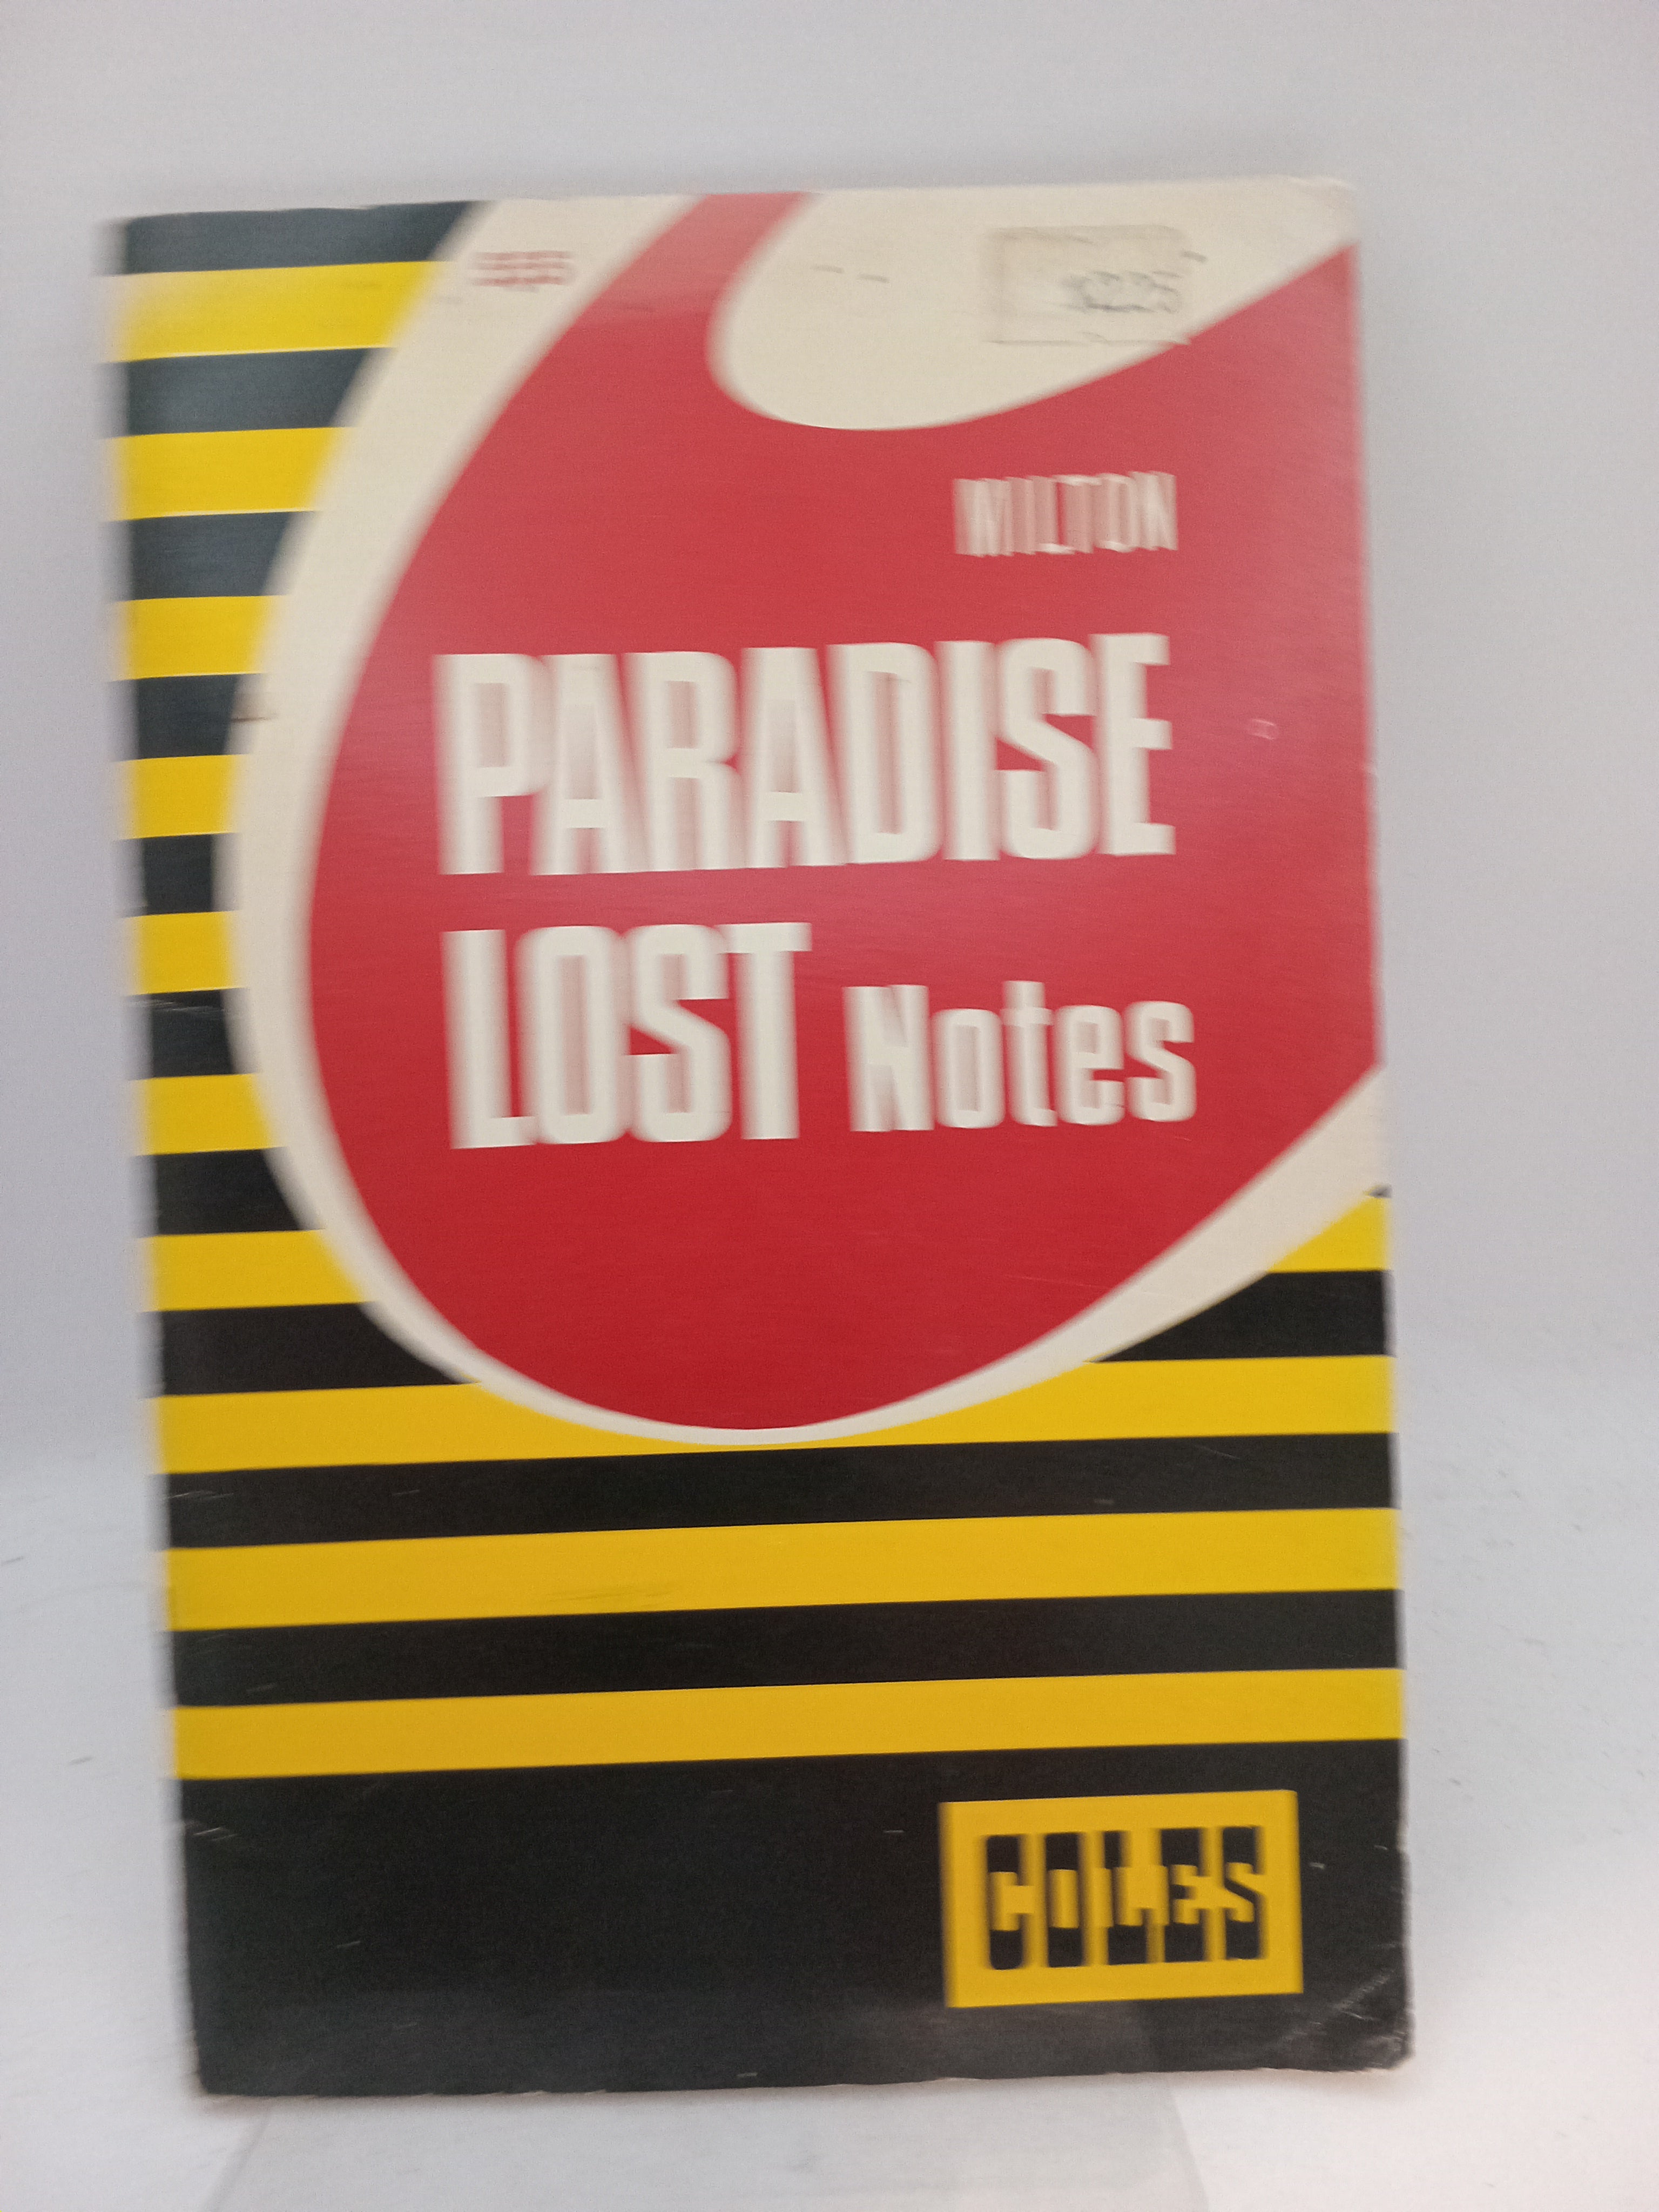 MILTON
PARADISE
LOST Notes
COLES